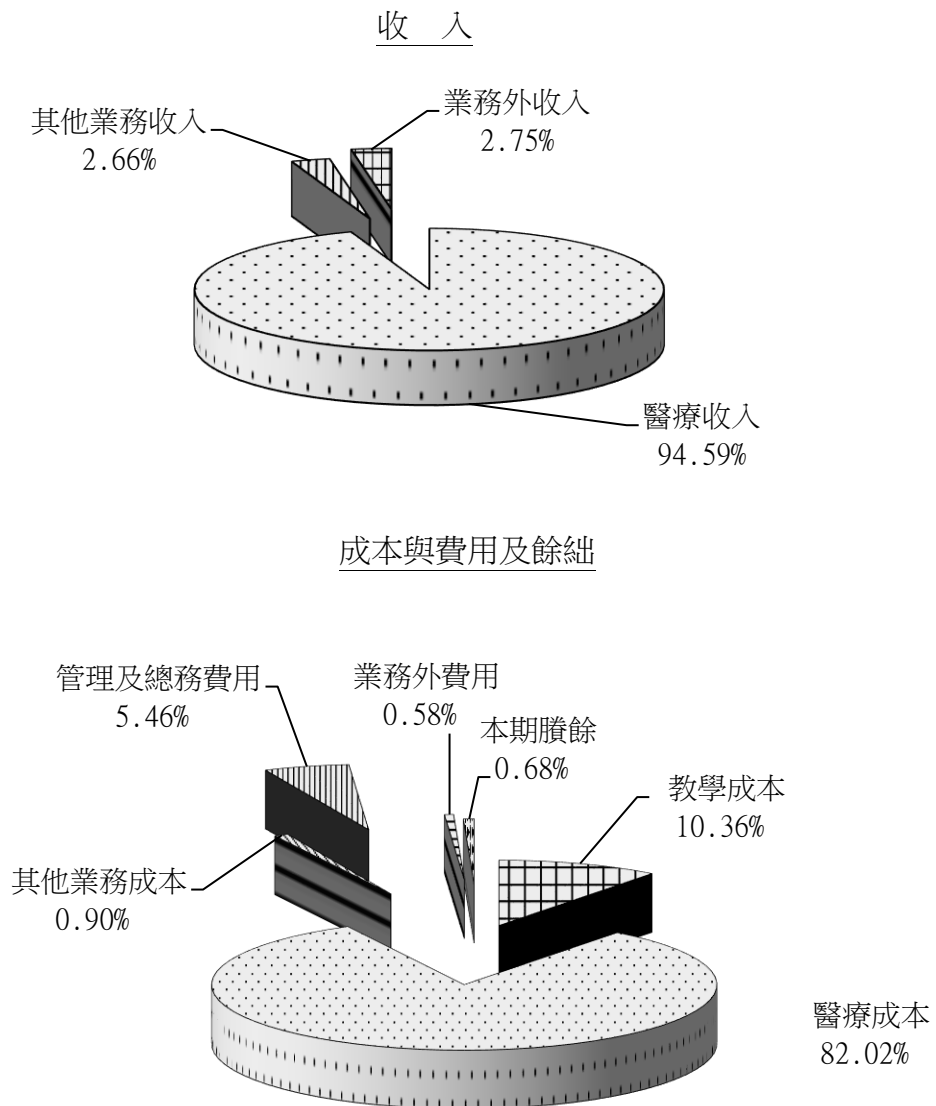 收 入
其他業務收入
2.66%
業務外收入
2.75%
醫療收入
94.59%
成本與費用及餘絀
管理及總務費用
5.46%
業務外費用
0.58%
本期賸餘
0.68%
教學成本
10.36%
其他業務成本
0.90%
醫療成本
82.02%